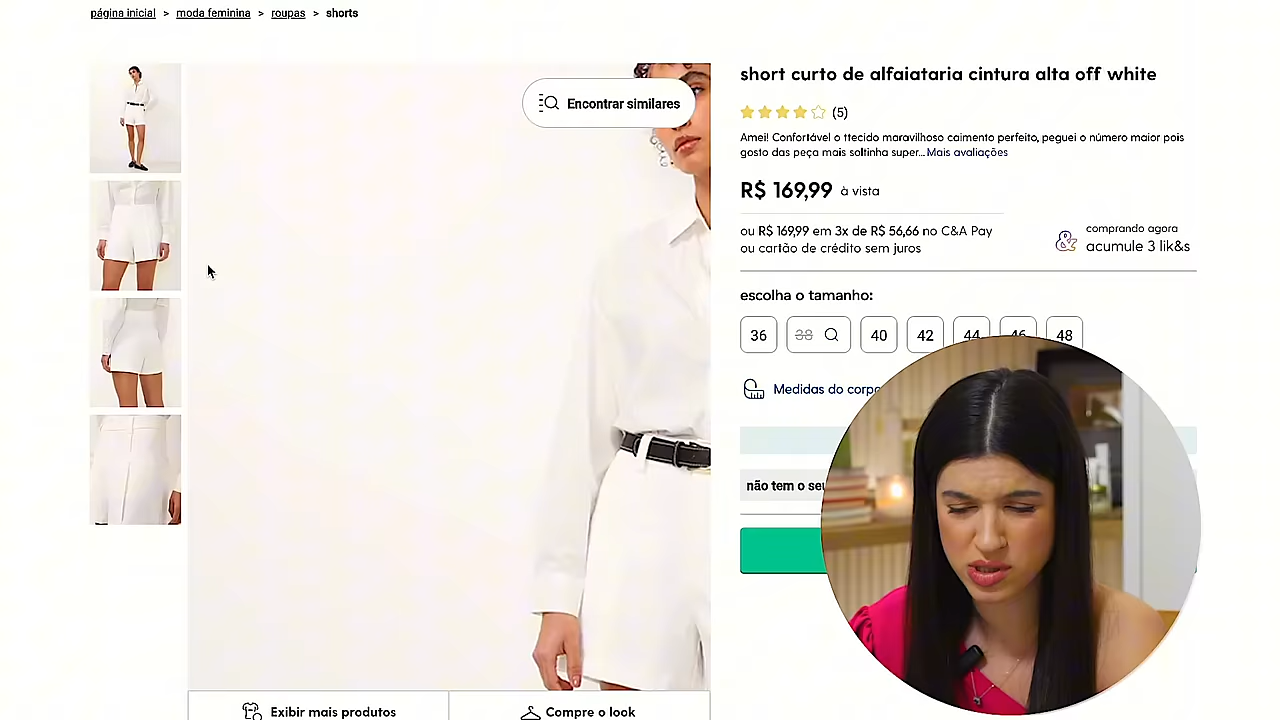 página inicial > moda feminina > roupas > shorts
Encontrar similares
short curto de alfaiataria cintura alta off white
(5)
Amei! Confortável o ttecido maravilhoso caimento perfeito, peguei o número maior pois
gosto das peça mais soltinha super... Mais avaliações
R$ 169,99 à vista
ou R$ 169,99 em 3x de R$ 56,66 no C&A Pay
ou cartão de crédito sem juros
comprando agora
acumule 3 lik&s
escolha o tamanho:
36 38 40 42 44 46 48
Medidas do corpo
não tem o seu
Exibir mais produtos
Compre o look